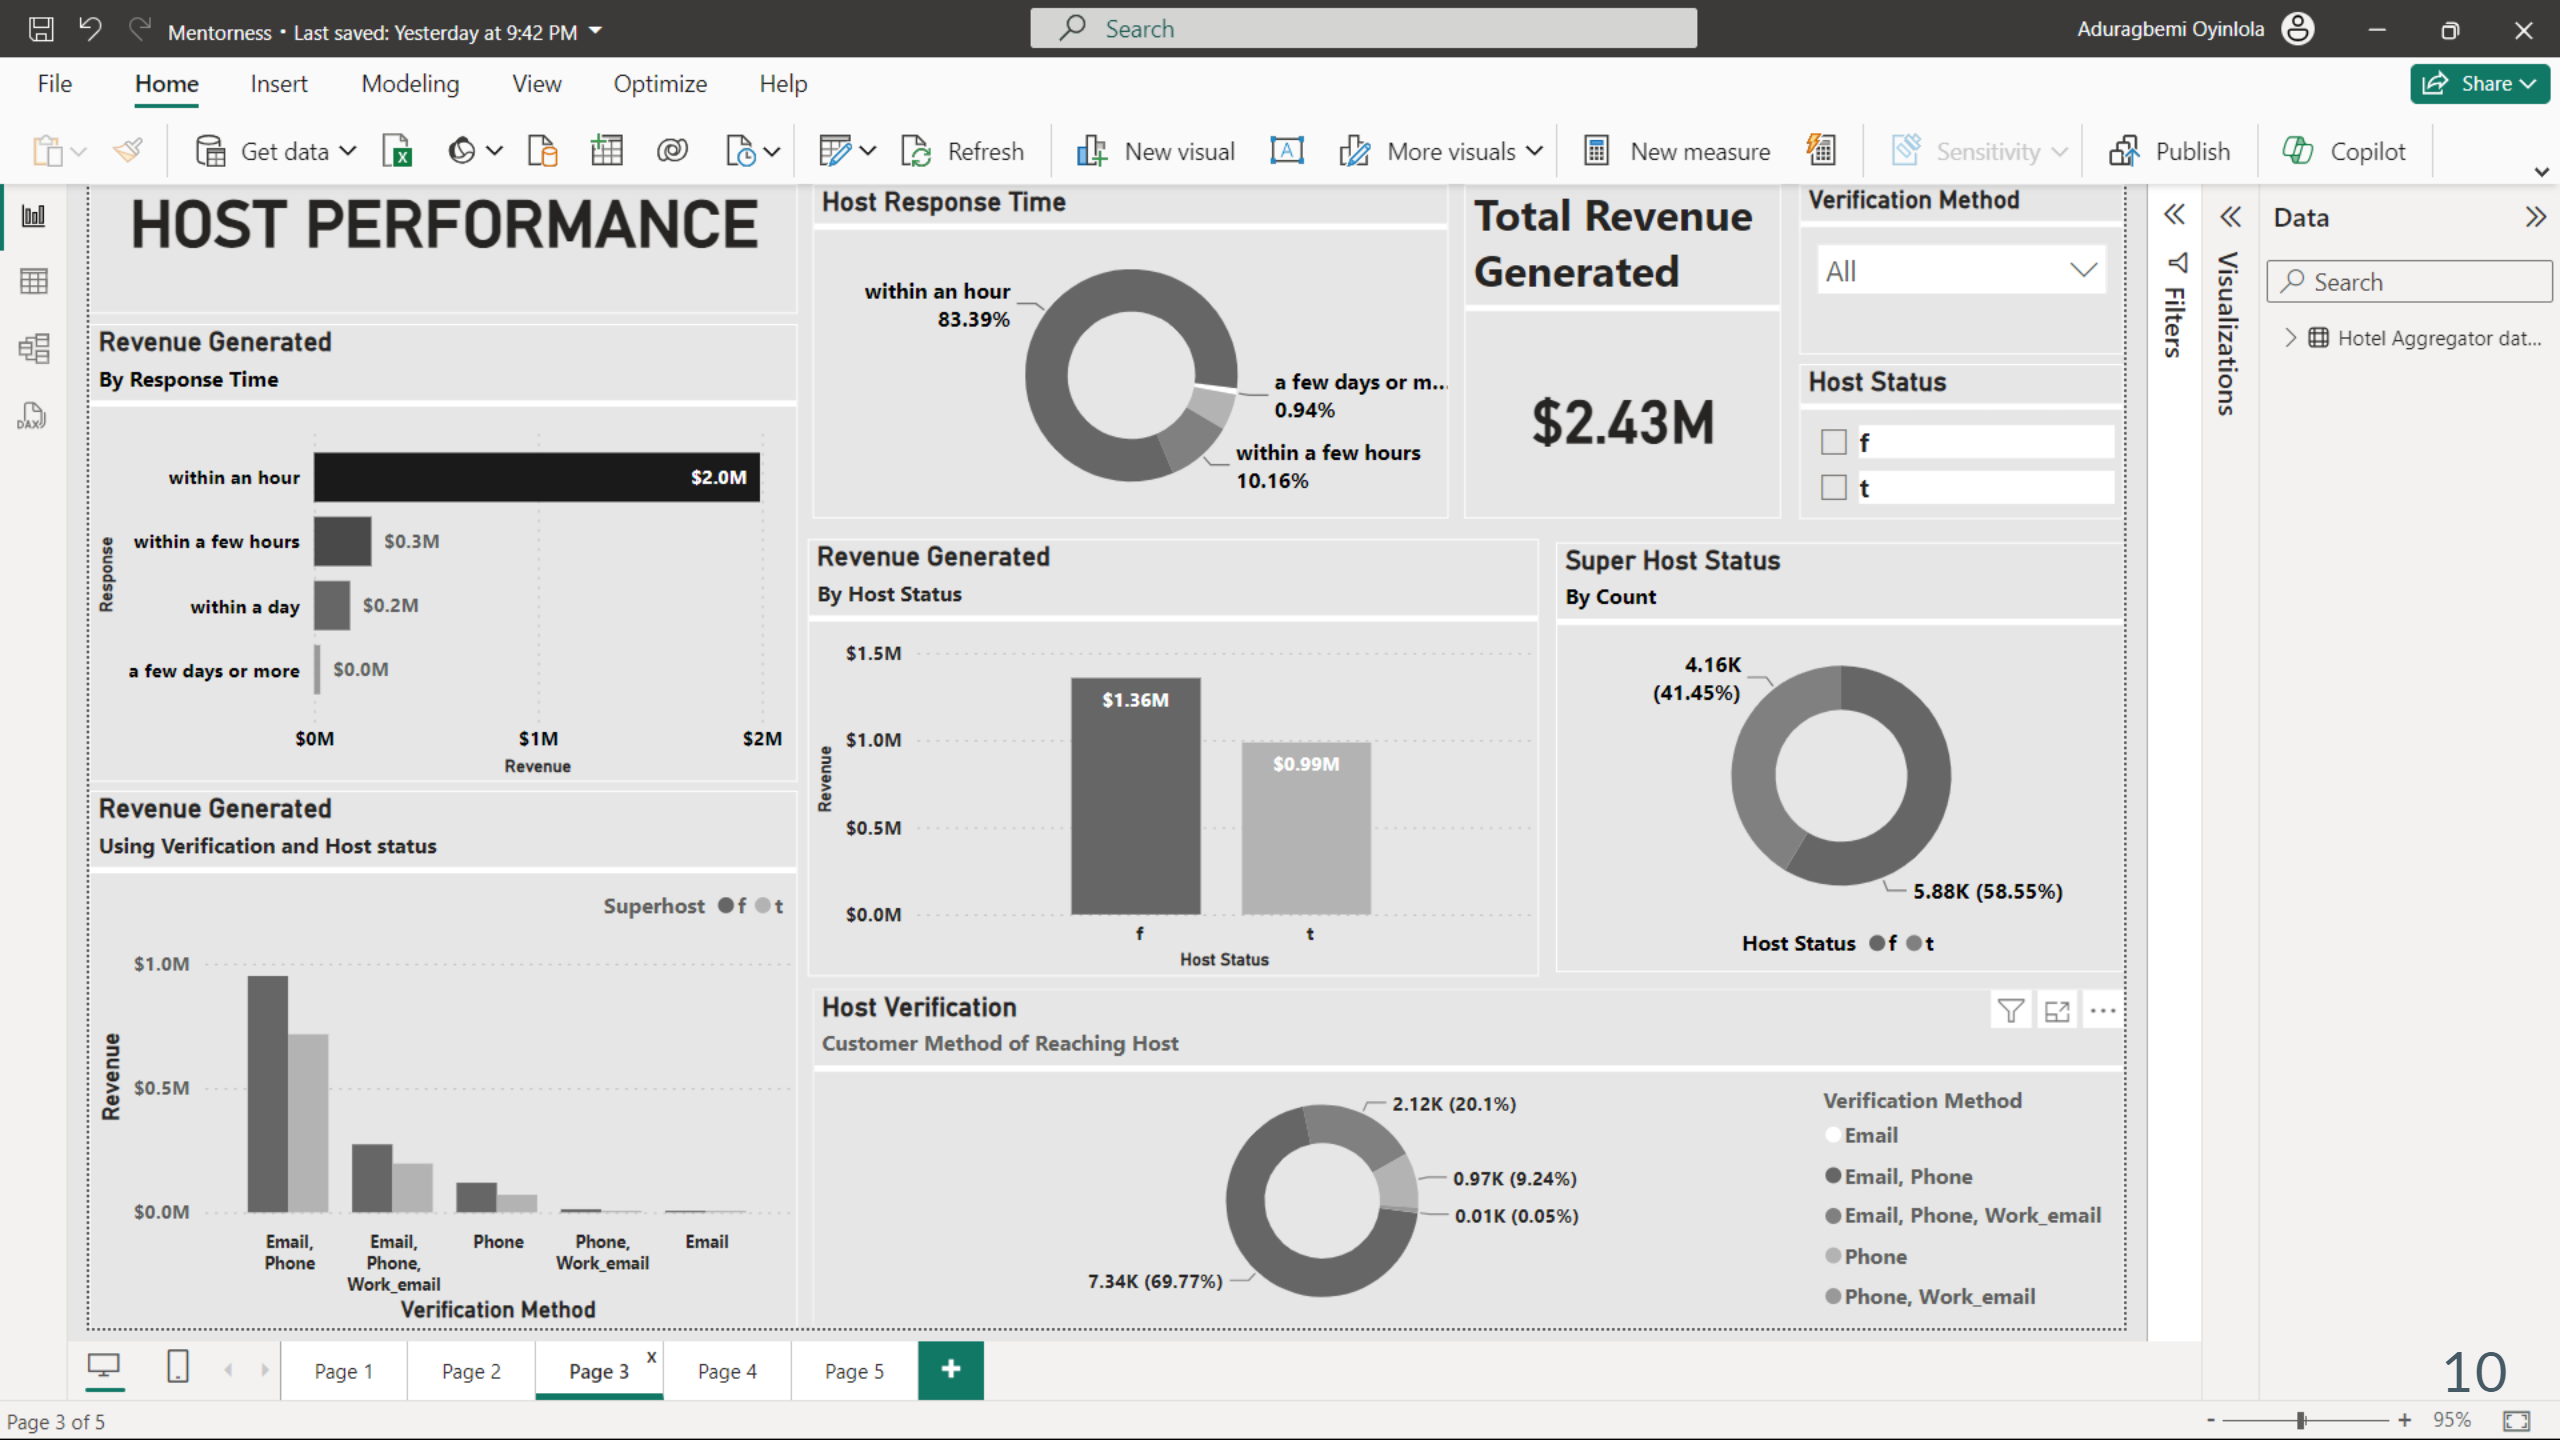 Mentorness • Last saved: Yesterday at 9:42 PM
Search
Aduragbemi Oyinlola
File
Home
Insert
Modeling
View
Optimize
Help
Share
Get data
Refresh
New visual
More visuals
New measure
Sensitivity
Publish
Copilot
DAX
HOST PERFORMANCE
Revenue Generated
By Response Time
Response
within an hour
$2.0M
within a few hours
$0.3M
within a day
$0.2M
a few days or more
$0.0M
$0M
$1M
$2M
Revenue
Host Response Time
within an hour
83.39%
a few days or m...
0.94%
within a few hours
10.16%
Total Revenue
Generated
$2.43M
Verification Method
All
Host Status
f
t
Revenue Generated
By Host Status
Revenue
$1.5M
$1.0M
$0.5M
$0.0M
$1.36M
$0.99M
f
t
Host Status
Super Host Status
By Count
4.16K
(41.45%)
5.88K (58.55%)
Host Status f t
Revenue Generated
Using Verification and Host status
Superhost f t
Revenue
$1.0M
$0.5M
$0.0M
Email,
Phone
Email,
Phone,
Work_email
Phone
Phone,
Work_email
Email
Verification Method
Host Verification
Customer Method of Reaching Host
2.12K (20.1%)
0.97K (9.24%)
0.01K (0.05%)
7.34K (69.77%)
Verification Method
Email
Email, Phone
Email, Phone, Work_email
Phone
Phone, Work_email
Filters
Visualizations
Data
Search
Hotel Aggregator dat...
Page 1
Page 2
Page 3
x
Page 4
Page 5
+
10
Page 3 of 5
- + 95%